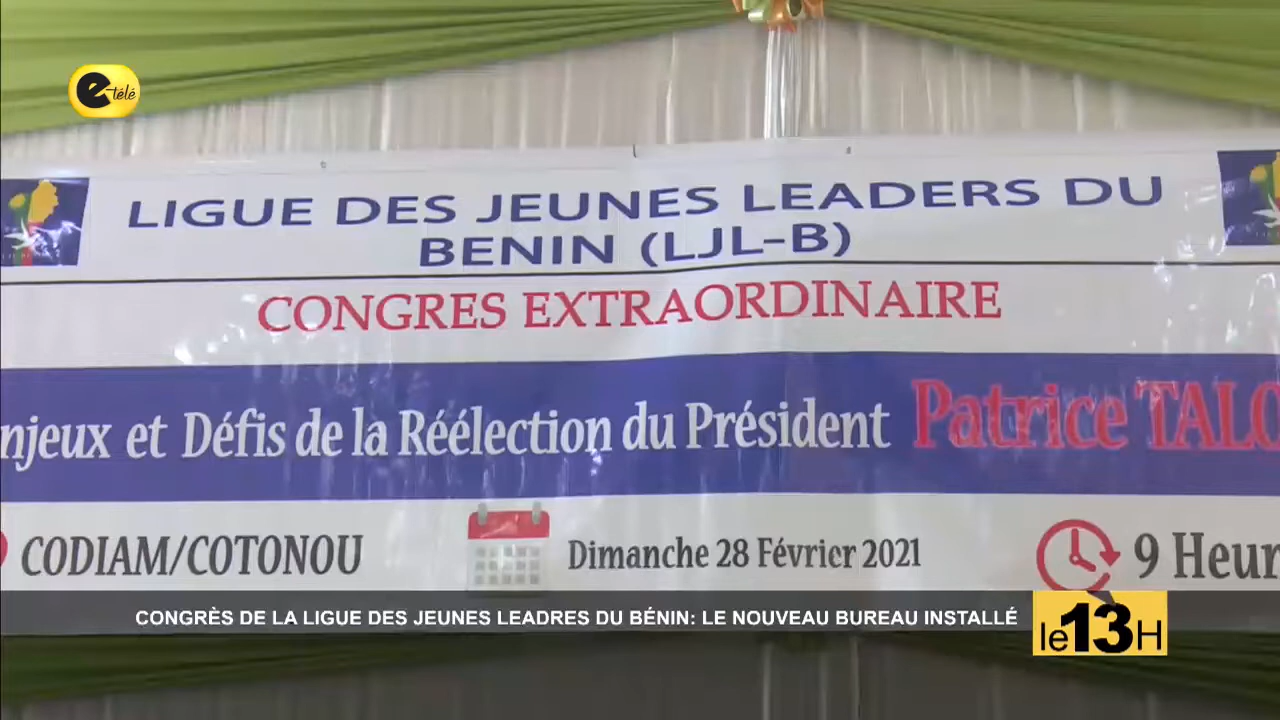 e-télé
LIGUE DES JEUNES LEADERS DU
BENIN (LJL-B)
CONGRES EXTRAORDINAIRE
njeux et Défis de la Réélection du Président Patrice TALO
CODIAM/COTONOU
Dimanche 28 Février 2021
9 Heur
CONGRÈS DE LA LIGUE DES JEUNES LEADRES DU BÉNIN: LE NOUVEAU BUREAU INSTALLÉ
le 13H